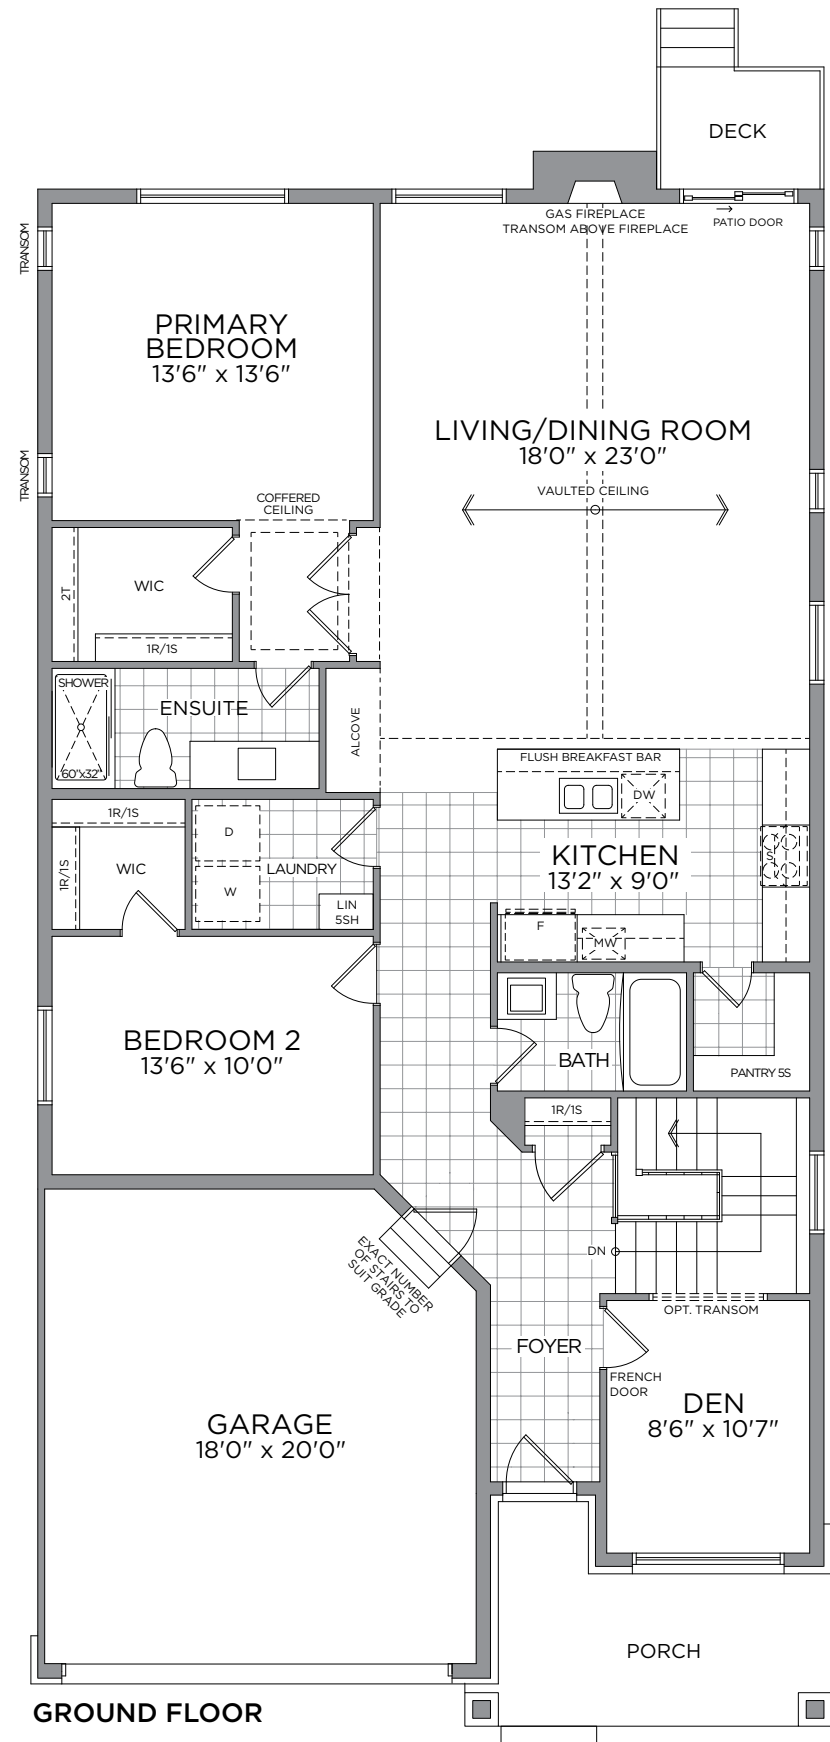 DECK
GAS FIREPLACE
TRANSOM ABOVE FIREPLACE
PATIO DOOR
TRANSOM
PRIMARY
BEDROOM
13'6" x 13'6"
LIVING/DINING ROOM
18'0" x 23'0"
VAULTED CEILING
TRANSOM
COFFERED
CEILING
WIC
2T
1R/1S
SHOWER
ENSUITE
60"x32"
ALCOVE
FLUSH BREAKFAST BAR
DW
1R/1S
D
KITCHEN
13'2" x 9'0"
S
1R/1S
WIC
LAUNDRY
W
LIN
5SH
F
MW
BEDROOM 2
13'6" x 10'0"
BATH
PANTRY 5S
1R/1S
DN
EXACT NUMBER
OF STAIRS TO
SUIT GRADE
OPT. TRANSOM
FOYER
FRENCH
DOOR
DEN
8'6" x 10'7"
GARAGE
18'0" x 20'0"
PORCH
GROUND FLOOR